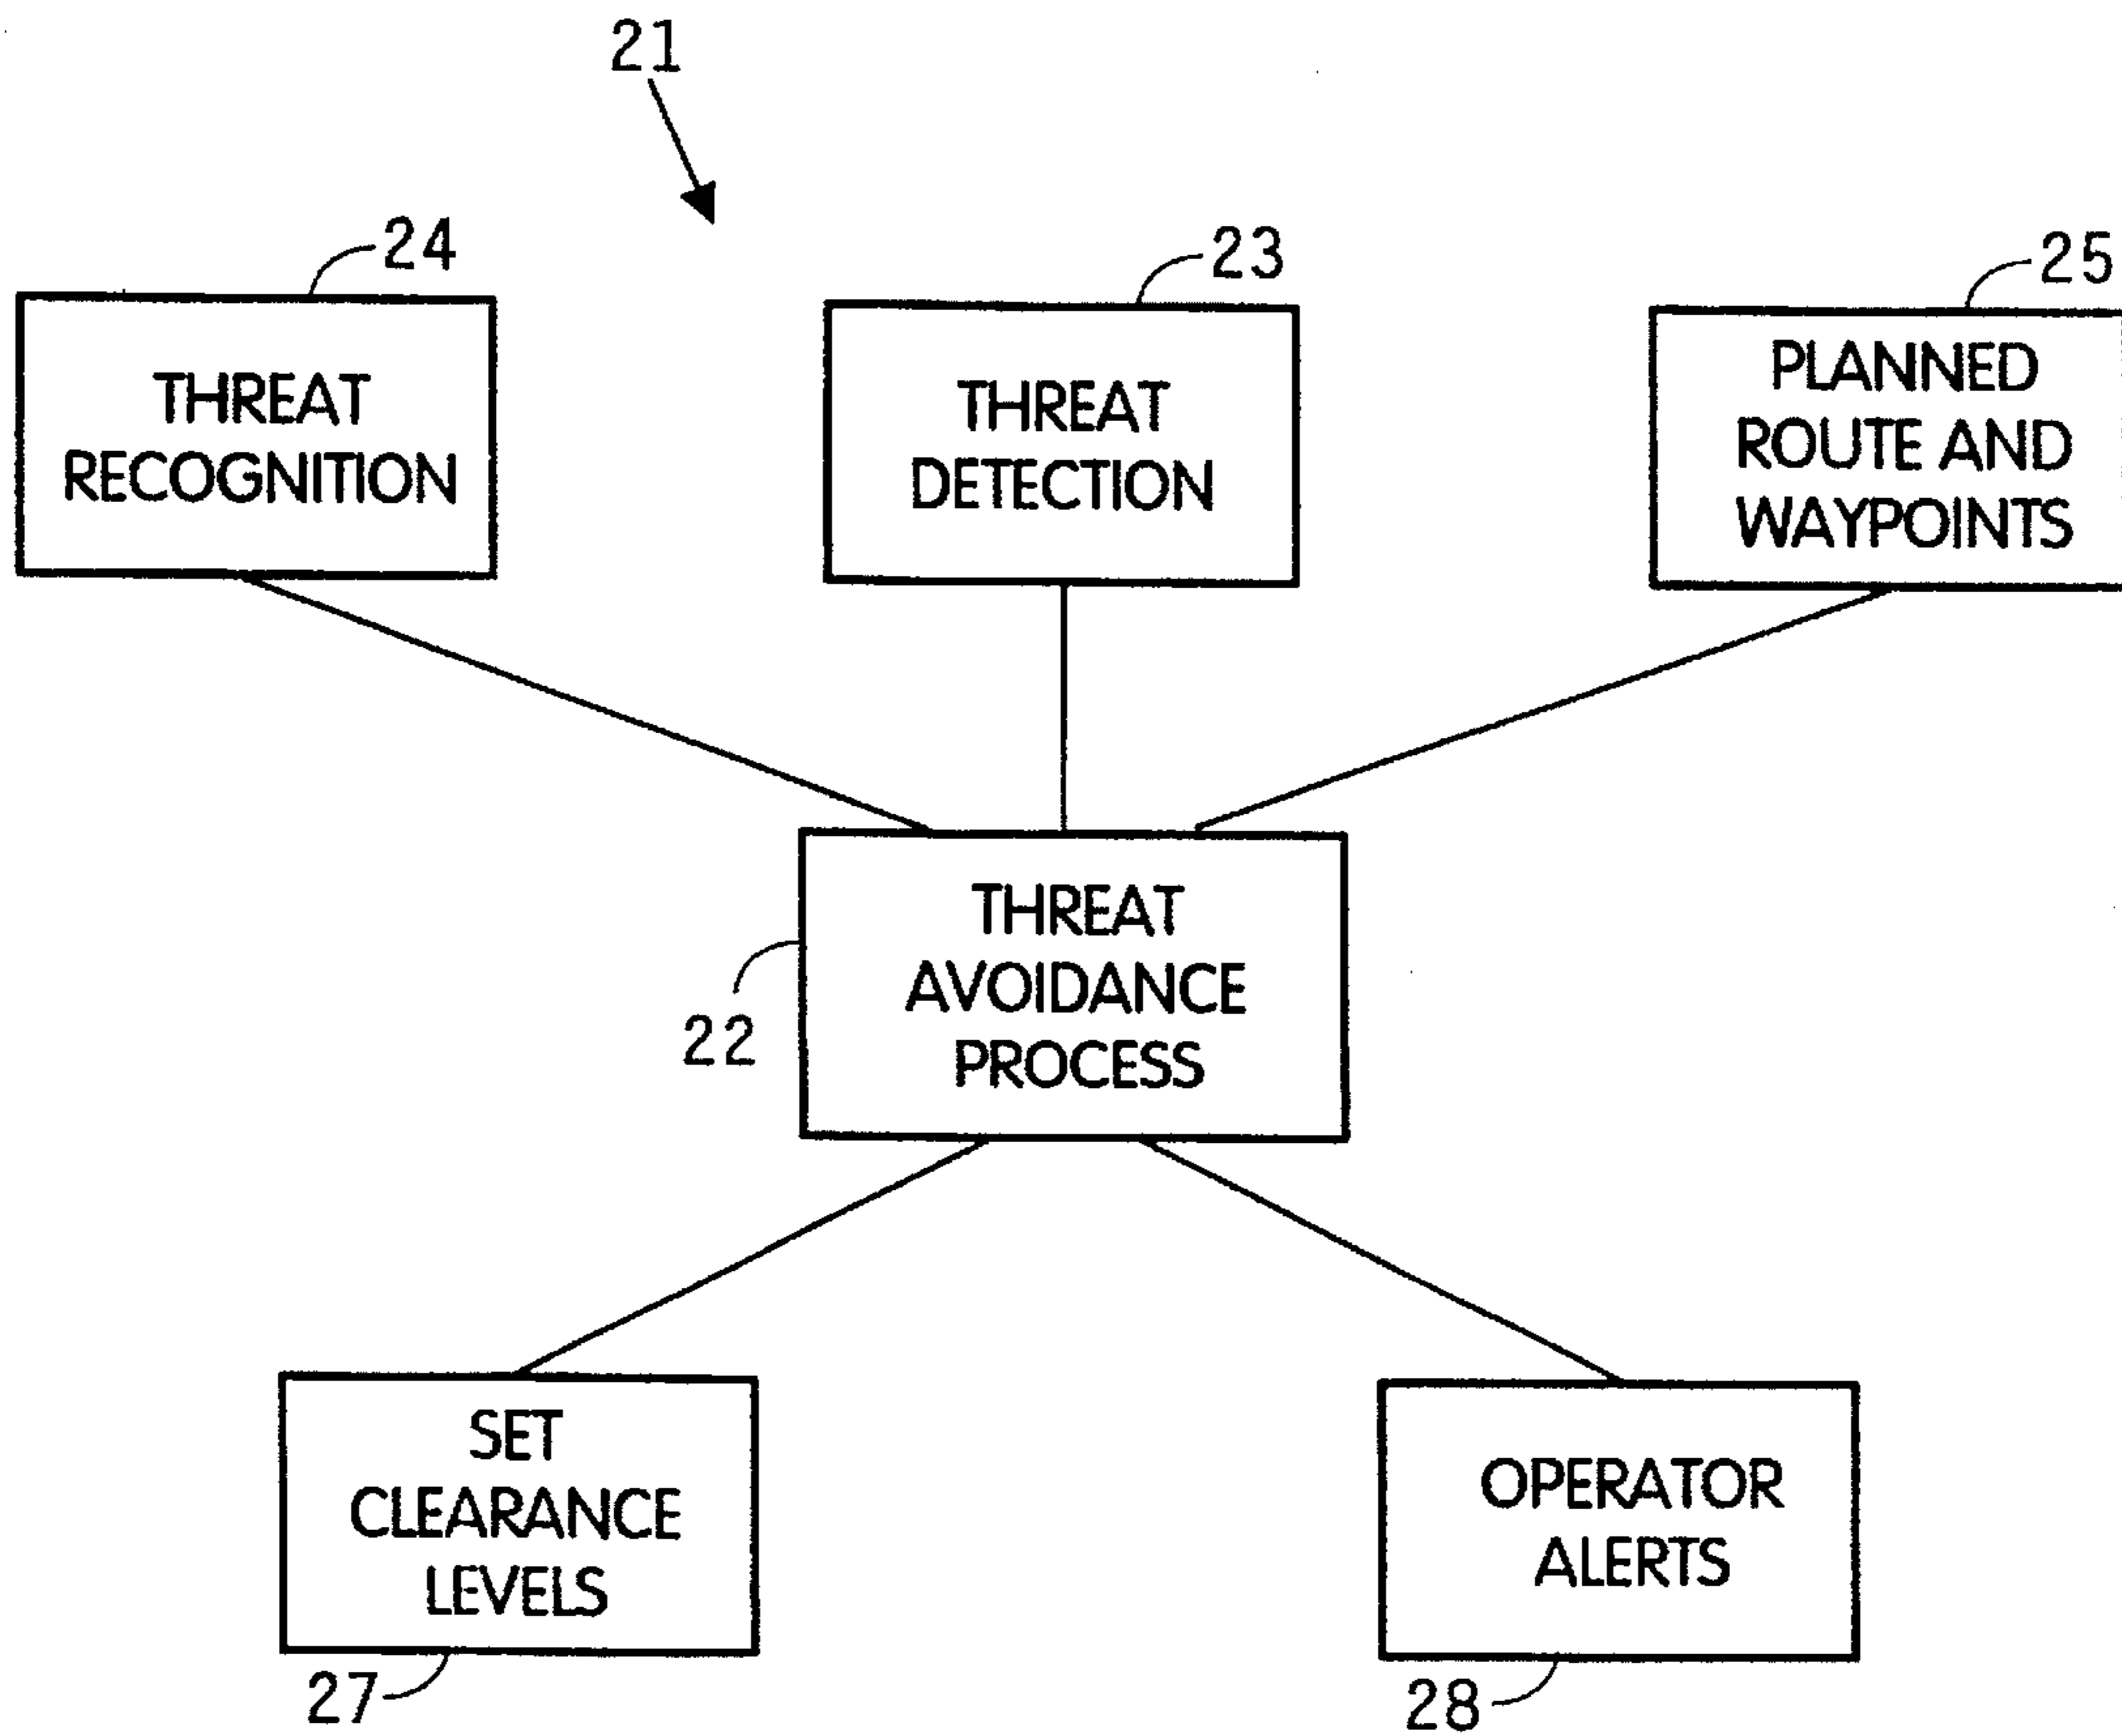 21
24
23
25
THREAT
RECOGNITION
THREAT
DETECTION
PLANNED
ROUTE AND
WAYPOINTS
THREAT
AVOIDANCE
PROCESS
22
SET
CLEARANCE
LEVELS
OPERATOR
ALERTS
27
28